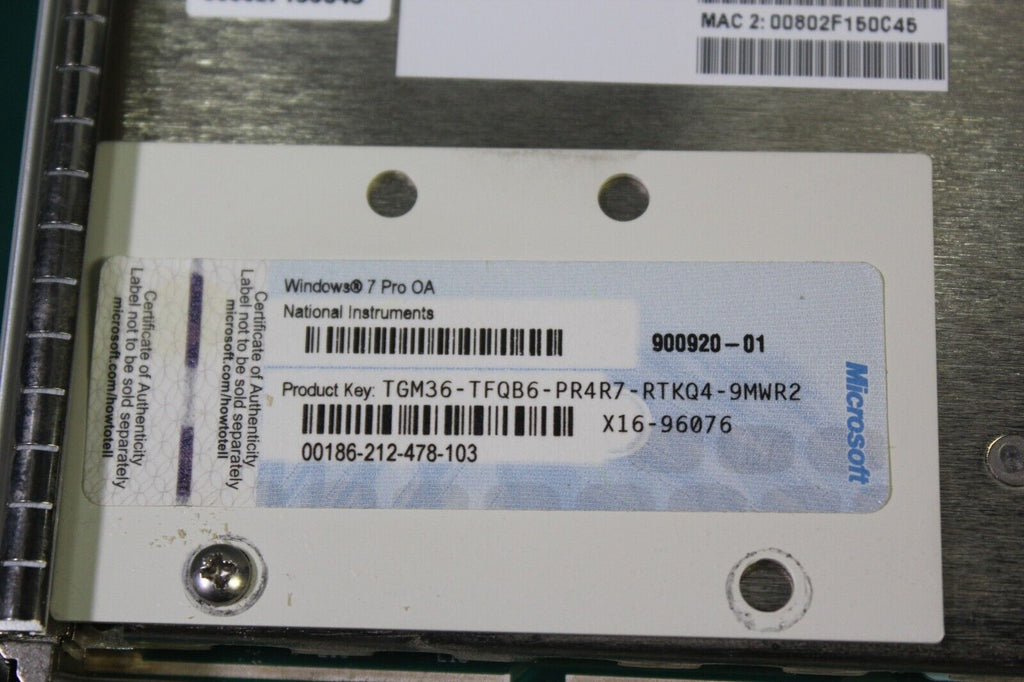 MAC 2: 00802F150C45
Windows® 7 Pro OA
National Instruments
900920-01
Product Key: TGM36-TFQB6-PR4R7-RTKQ4-9MWR2
X16-96076
00186-212-478-103
Microsoft
Certificate of Authenticity
Label not to be sold separately
microsoft.com/howtotell
Certificate of Authenticity
Label not to be sold separately
microsoft.com/howtotell